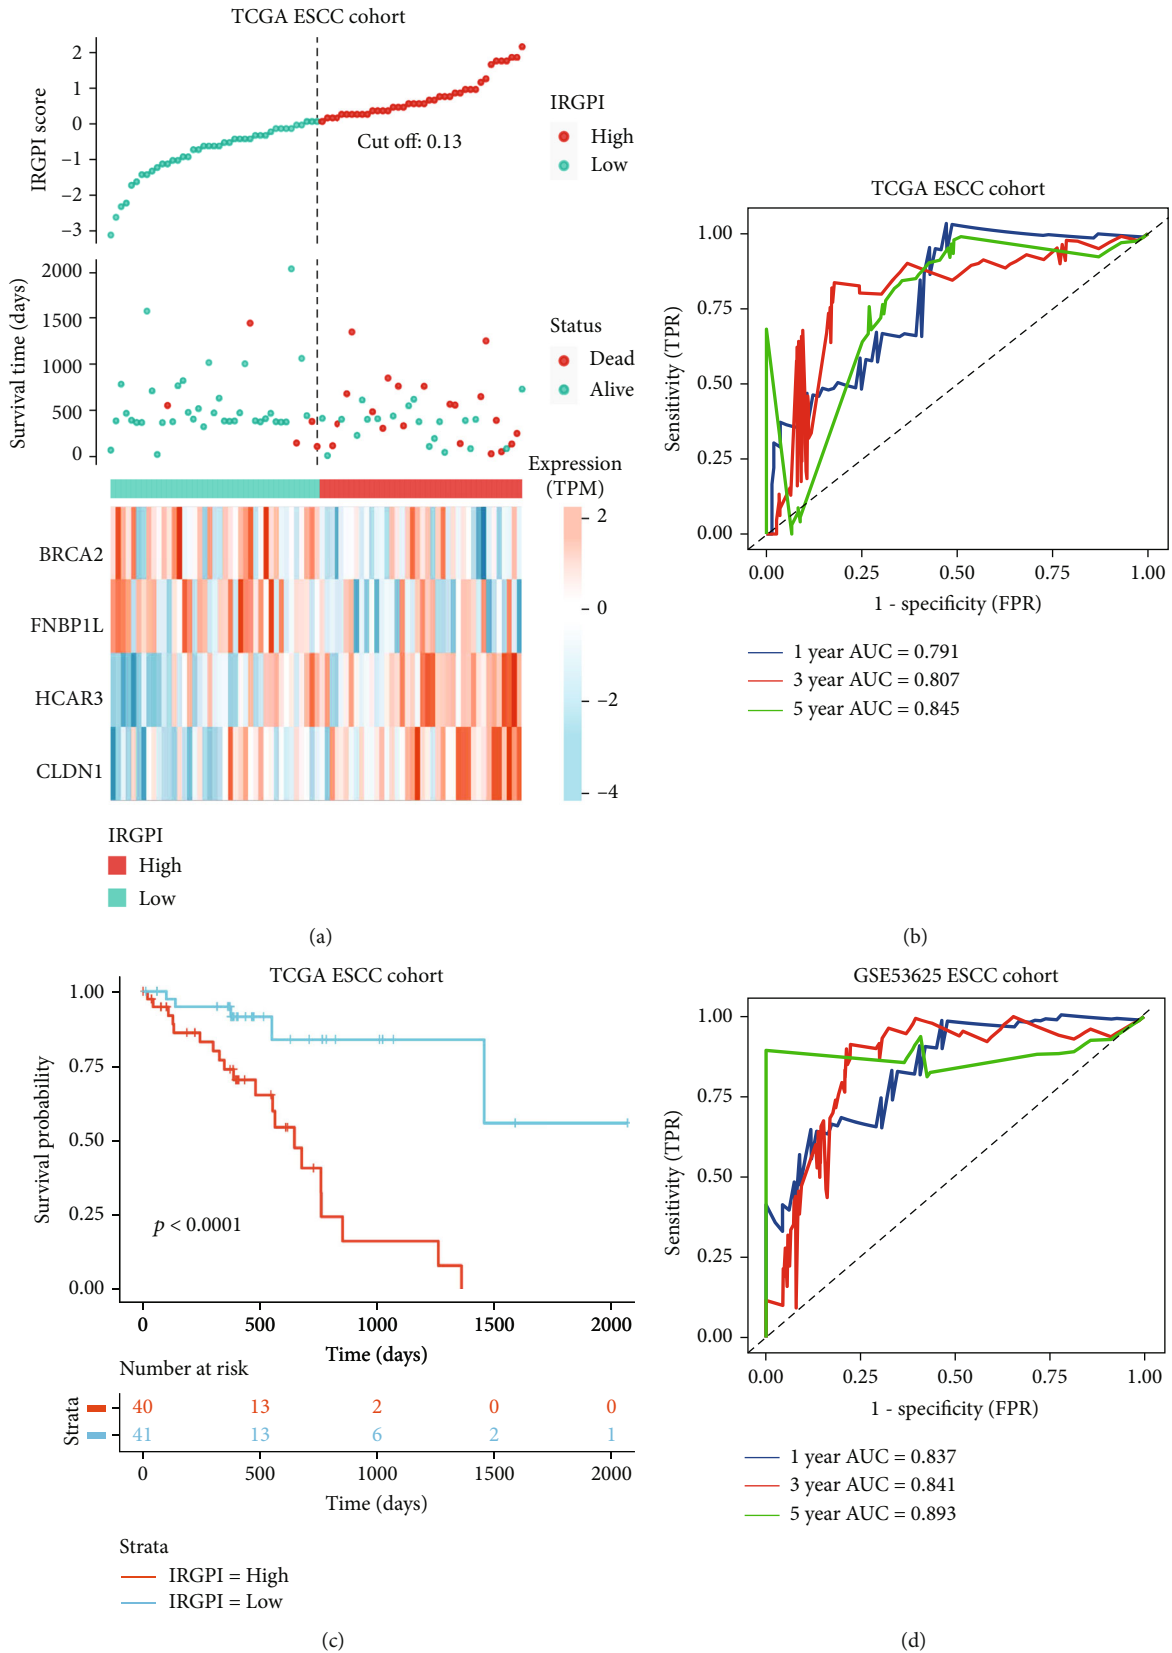 TCGA ESCC cohort
2
1
0
−1
−2
−3
IRGPI score
Cut off: 0.13
IRGPI
High
Low
2000
1500
1000
500
0
Survival time (days)
Status
Dead
Alive
Expression
(TPM)
2
0
−2
−4
BRCA2
FNBP1L
HCAR3
CLDN1
IRGPI
High
Low
(a)
TCGA ESCC cohort
1.00
0.75
0.50
0.25
0.00
Sensitivity (TPR)
0.00 0.25 0.50 0.75 1.00
1 - specificity (FPR)
1 year AUC = 0.791
3 year AUC = 0.807
5 year AUC = 0.845
(b)
TCGA ESCC cohort
1.00
0.75
0.50
0.25
0.00
Survival probability
p < 0.0001
0 500 1000 1500 2000
Time (days)
Number at risk
Strata
40 13 2 0 0
41 13 6 2 1
0 500 1000 1500 2000
Time (days)
Strata
IRGPI = High
IRGPI = Low
(c)
GSE53625 ESCC cohort
1.00
0.75
0.50
0.25
0.00
Sensitivity (TPR)
0.00 0.25 0.50 0.75 1.00
1 - specificity (FPR)
1 year AUC = 0.837
3 year AUC = 0.841
5 year AUC = 0.893
(d)